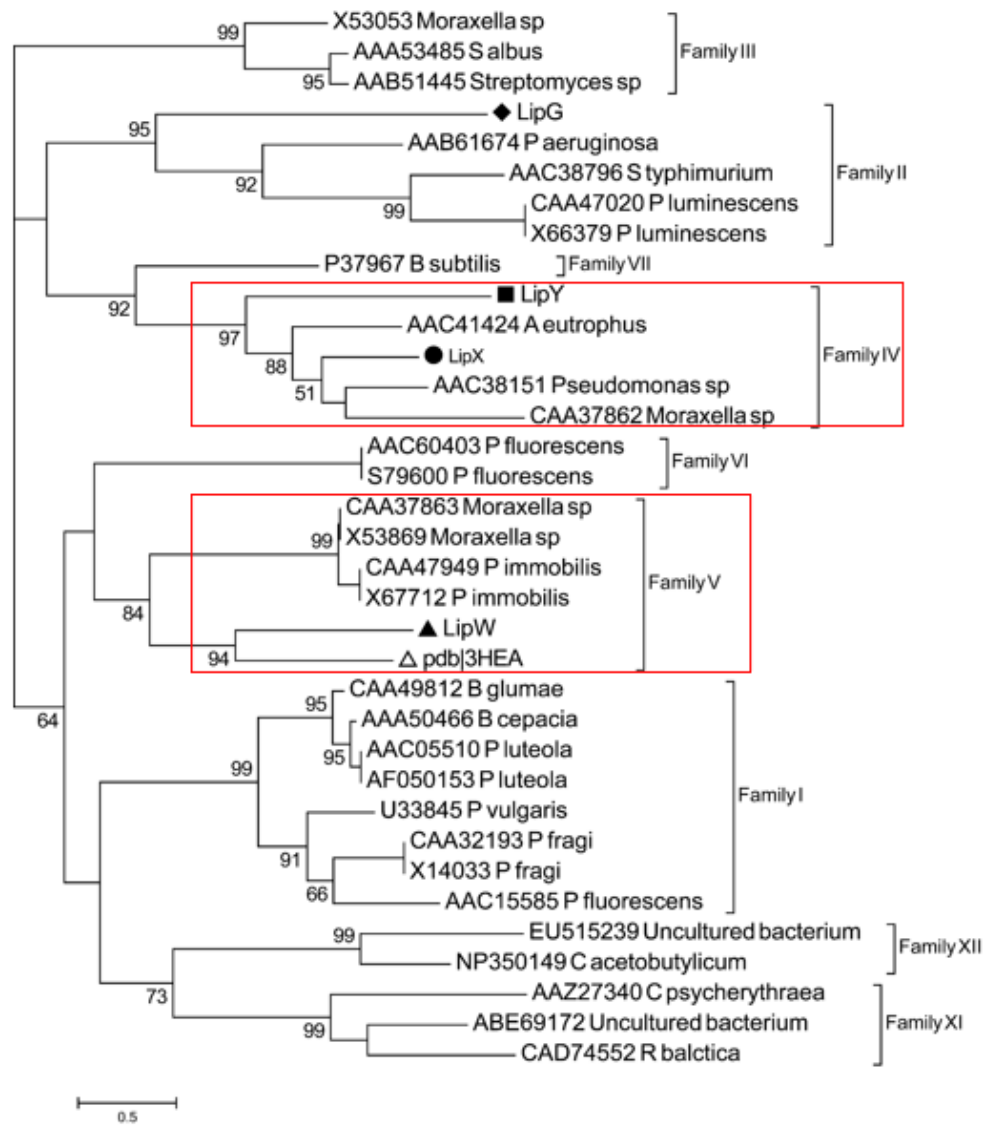 X53053 Moraxella sp
99
AAA53485 S albus
Family III
95
AAB51445 Streptomyces sp
LipG
95
AAB61674 P aeruginosa
AAC38796 S typhimurium
Family II
92
CAA47020 P luminescens
99
X66379 P luminescens
P37967 B subtilis
Family VII
92
LipY
97
AAC41424 A eutrophus
LipX
Family IV
88
AAC38151 Pseudomonas sp
51
CAA37862 Moraxella sp
AAC60403 P fluorescens
Family VI
S79600 P fluorescens
CAA37863 Moraxella sp
99
X53869 Moraxella sp
CAA47949 P immobilis
Family V
X67712 P immobilis
84
LipW
94
pdb|3HEA
CAA49812 B glumae
95
64
AAA50466 B cepacia
95
AAC05510 P luteola
99
AF050153 P luteola
Family I
U33845 P vulgaris
CAA32193 P fragi
91
X14033 P fragi
66
AAC15585 P fluorescens
EU515239 Uncultured bacterium
99
Family XII
NP350149 C acetobutylicum
73
AAZ27340 C psycherythraea
99
ABE69172 Uncultured bacterium
Family XI
CAD74552 R balctica
0.5